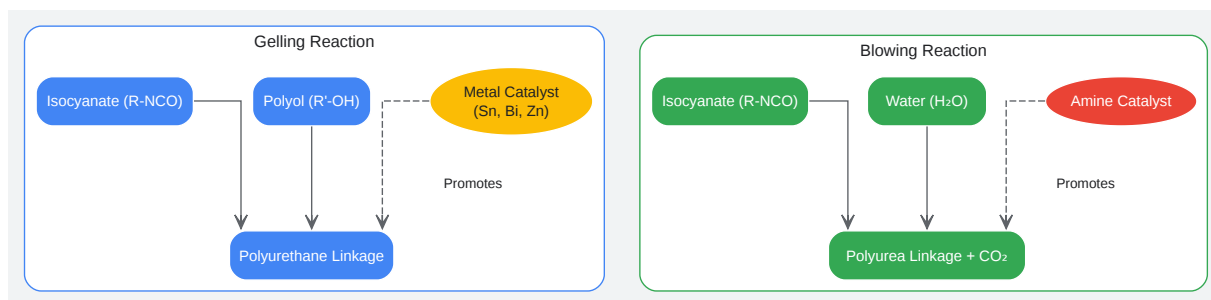 Gelling Reaction
Isocyanate (R-NCO)
Polyol (R'-OH)
Metal Catalyst
(Sn, Bi, Zn)
Promotes
Polyurethane Linkage
Blowing Reaction
Isocyanate (R-NCO)
Water (H₂O)
Amine Catalyst
Promotes
Polyurea Linkage + CO₂